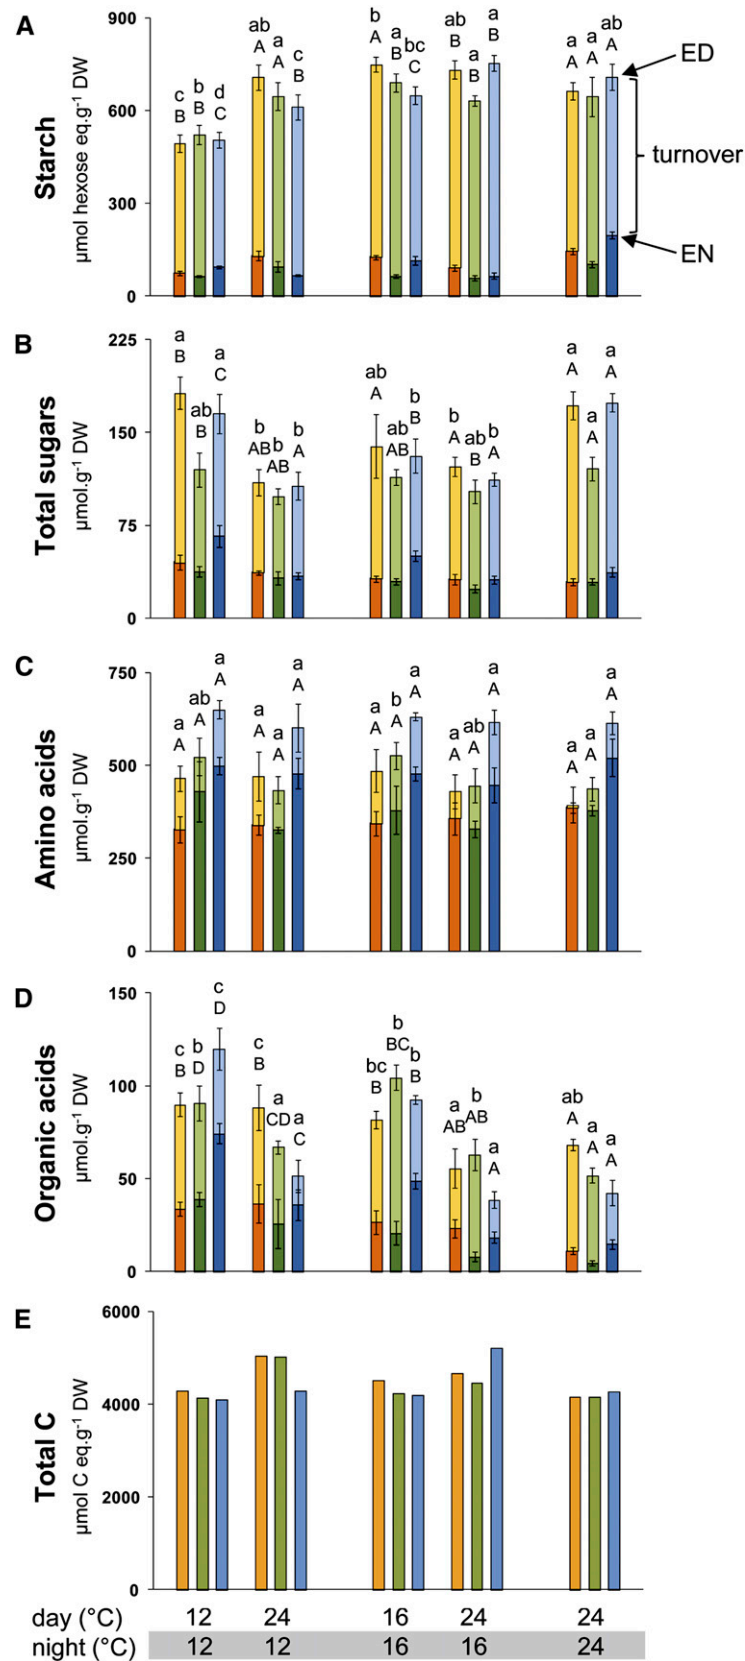 A
Starch
µmol hexose eq.g-1 DW
900
600
300
0
c b d ab a c b a bc ab a a a a ab
B B C A A B A B C B B B A A A
ED
turnover
EN
B
Total sugars
µmol.g-1 DW
225
150
75
0
a ab a b b b ab ab b b ab b a a a
B B C AB AB A A AB B A B A A A A
C
Amino acids
µmol.g-1 DW
750
500
250
0
a ab a a a a a b a a ab a a a a
A A A A A A A A A A A A A A A
D
Organic acids
µmol.g-1 DW
150
100
50
0
c b c c a a bc b b a b a ab a a
B D D B CD C B BC B AB AB A A A A
E
Total C
µmol C eq.g-1 DW
6000
4000
2000
0
day (°C) 12 24 16 24 24
night (°C) 12 12 16 16 24